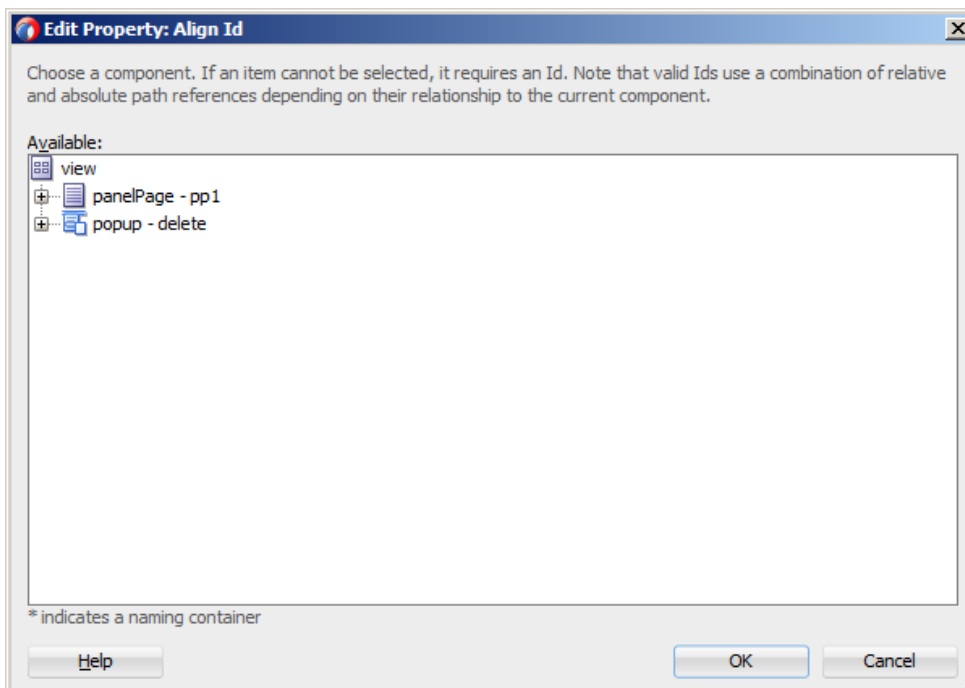 Edit Property: Align Id
Choose a component. If an item cannot be selected, it requires an Id. Note that valid Ids use a combination of relative
and absolute path references depending on their relationship to the current component.
Available:
view
panelPage - pp1
popup - delete
* indicates a naming container
Help
OK
Cancel